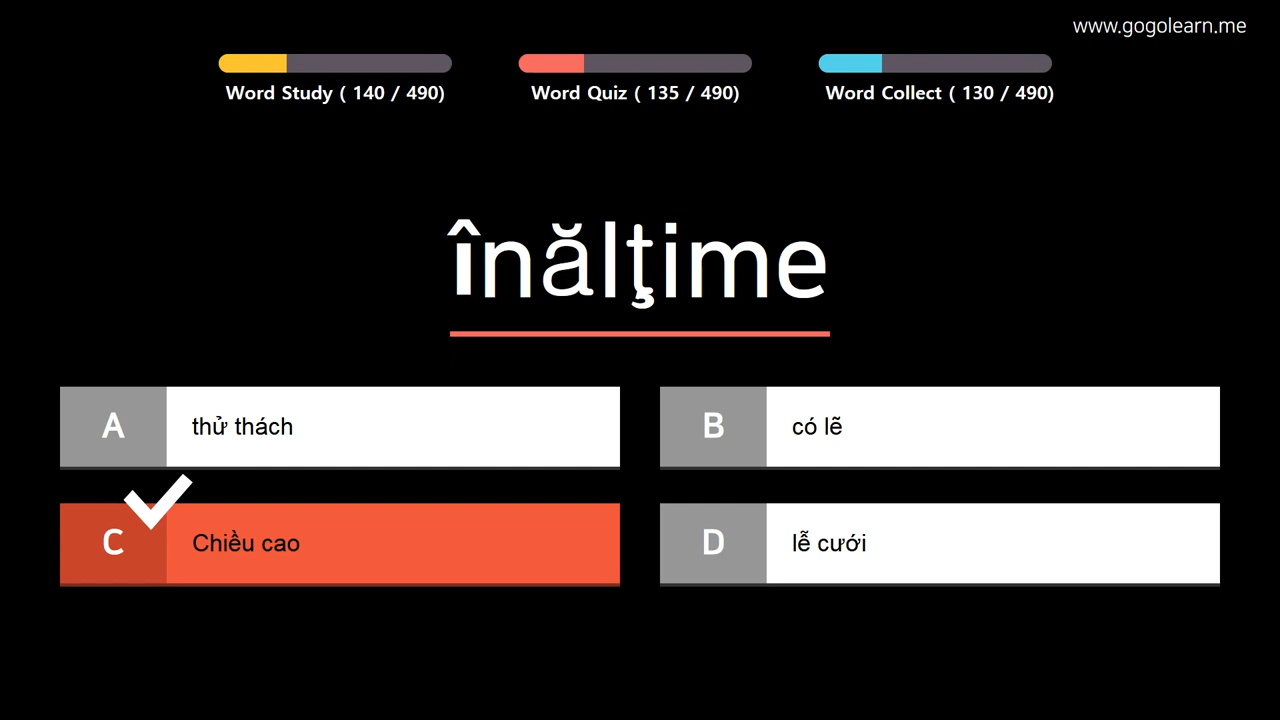 www.gogolearn.me
Word Study ( 140 / 490)
Word Quiz ( 135 / 490)
Word Collect ( 130 / 490)
înălţime
A thử thách
B có lẽ
C Chiều cao
D lễ cưới